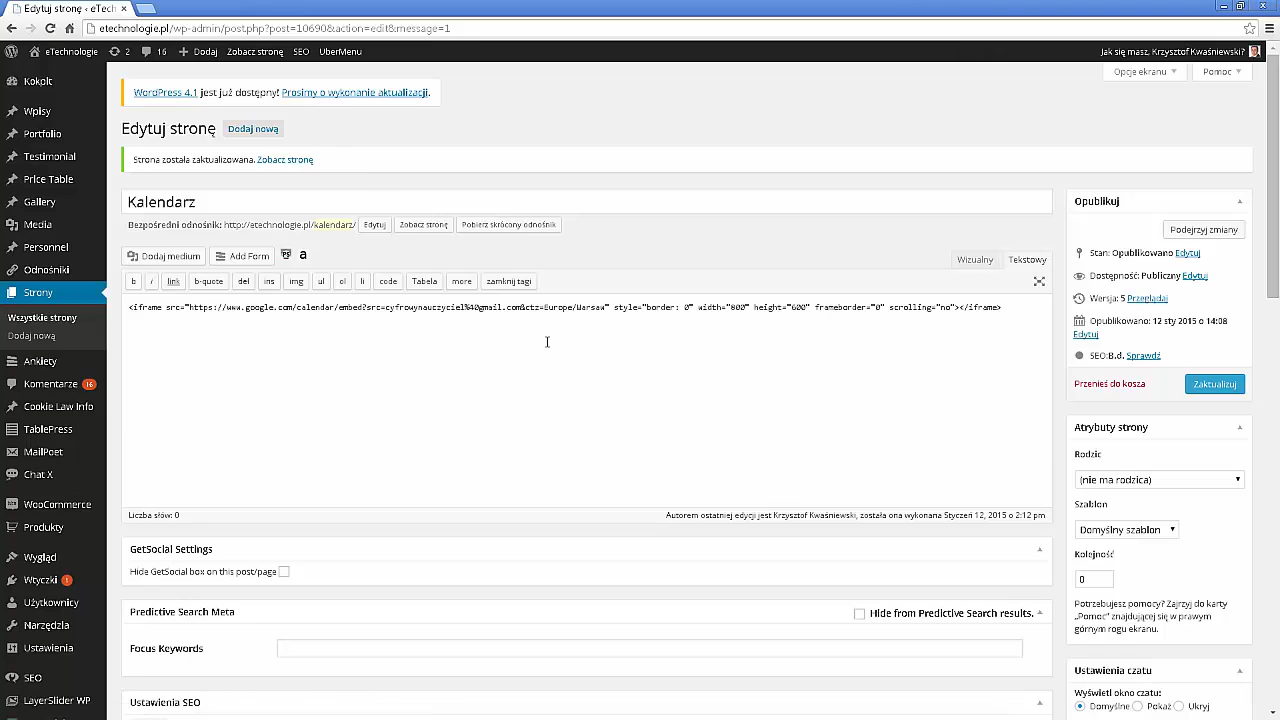 Edytuj stronę ‹ eTech
etechnologie.pl/wp-admin/post.php?post=10690&action=edit&message=1
eTechnologie 2 16 Dodaj Zobacz stronę SEO UberMenu Jak się masz, Krzysztof Kwaśniewski?
Opcje ekranu Pomoc
Kokpit
Wpisy
Portfolio
Testimonial
Price Table
Gallery
Media
Personnel
Odnośniki
Strony
Wszystkie strony
Dodaj nową
Ankiety
Komentarze 16
Cookie Law Info
TablePress
MailPoet
Chat X
WooCommerce
Produkty
Wygląd
Wtyczki 1
Użytkownicy
Narzędzia
Ustawienia
SEO
LayerSlider WP
WordPress 4.1 jest już dostępny! Prosimy o wykonanie aktualizacji.
Edytuj stronę Dodaj nową
Strona została zaktualizowana. Zobacz stronę
Kalendarz
Bezpośredni odnośnik: http://etechnologie.pl/kalendarz/ Edytuj Zobacz stronę Pobierz skrócony odnośnik
Dodaj medium Add Form a Wizualny Tekstowy
b i link b-quote del ins img ul ol li code Tabela more zamknij tagi
<iframe src="https://www.google.com/calendar/embed?src=cyfrowynauczyciel%40gmail.com&ctz=Europe/Warsaw" style="border: 0" width="800" height="600" frameborder="0" scrolling="no"></iframe>
Liczba słów: 0 Autorem ostatniej edycji jest Krzysztof Kwaśniewski, została ona wykonana Styczeń 12, 2015 o 2:12 pm
GetSocial Settings
Hide GetSocial box on this post/page
Predictive Search Meta Hide from Predictive Search results.
Focus Keywords
Ustawienia SEO
Opublikuj
Podejrzyj zmiany
Stan: Opublikowano Edytuj
Dostępność: Publiczny Edytuj
Wersja: 5 Przeglądaj
Opublikowano: 12 sty 2015 o 14:08
Edytuj
SEO:B.d. Sprawdź
Przenieś do kosza Zaktualizuj
Atrybuty strony
Rodzic
(nie ma rodzica)
Szablon
Domyślny szablon
Kolejność
0
Potrzebujesz pomocy? Zajrzyj do karty
„Pomoc” znajdującej się w prawym
górnym rogu ekranu.
Ustawienia czatu
Wyświetl okno czatu:
Domyślne Pokaż Ukryj